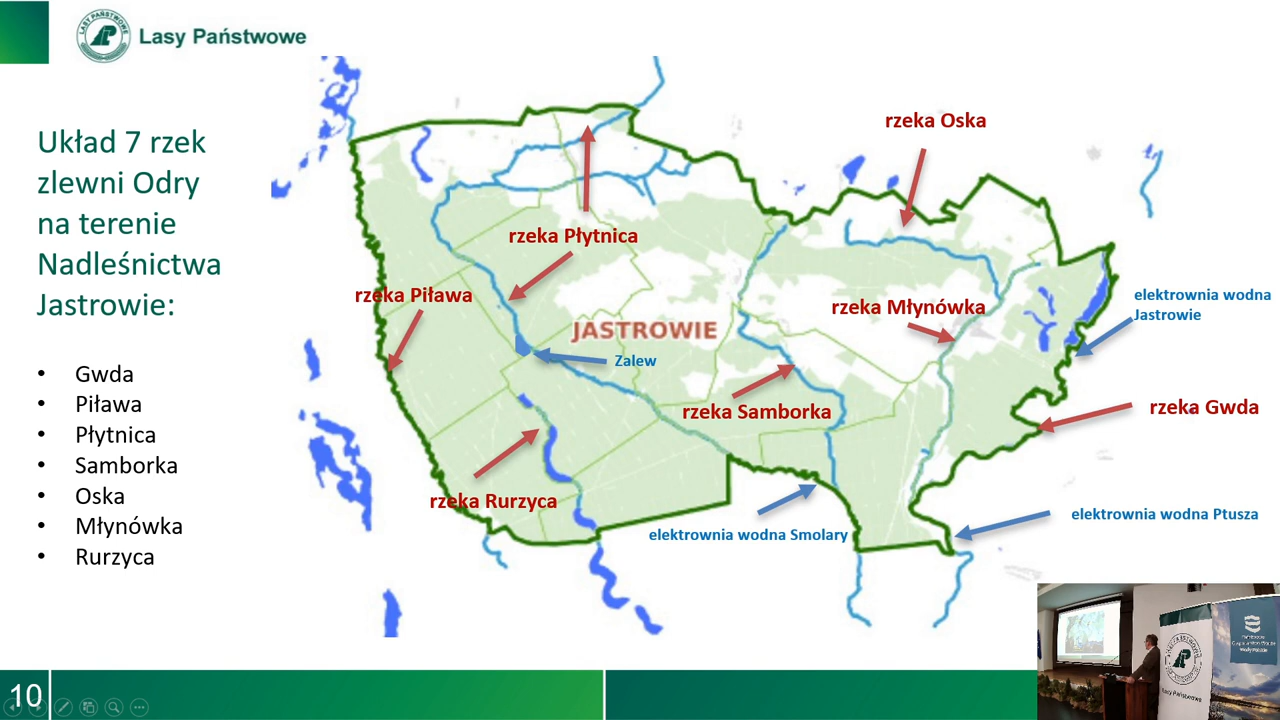 Lasy Państwowe
Układ 7 rzek
zlewni Odry
na terenie
Nadleśnictwa
Jastrowie:
• Gwda
• Piława
• Płytnica
• Samborka
• Oska
• Młynówka
• Rurzyca
rzeka Oska
rzeka Płytnica
rzeka Piława
elektrownia wodna
Jastrowie
rzeka Młynówka
JASTROWIE
Zalew
rzeka Samborka
rzeka Gwda
rzeka Rurzyca
elektrownia wodna Ptusza
elektrownia wodna Smolary
10
Lasy Państwowe